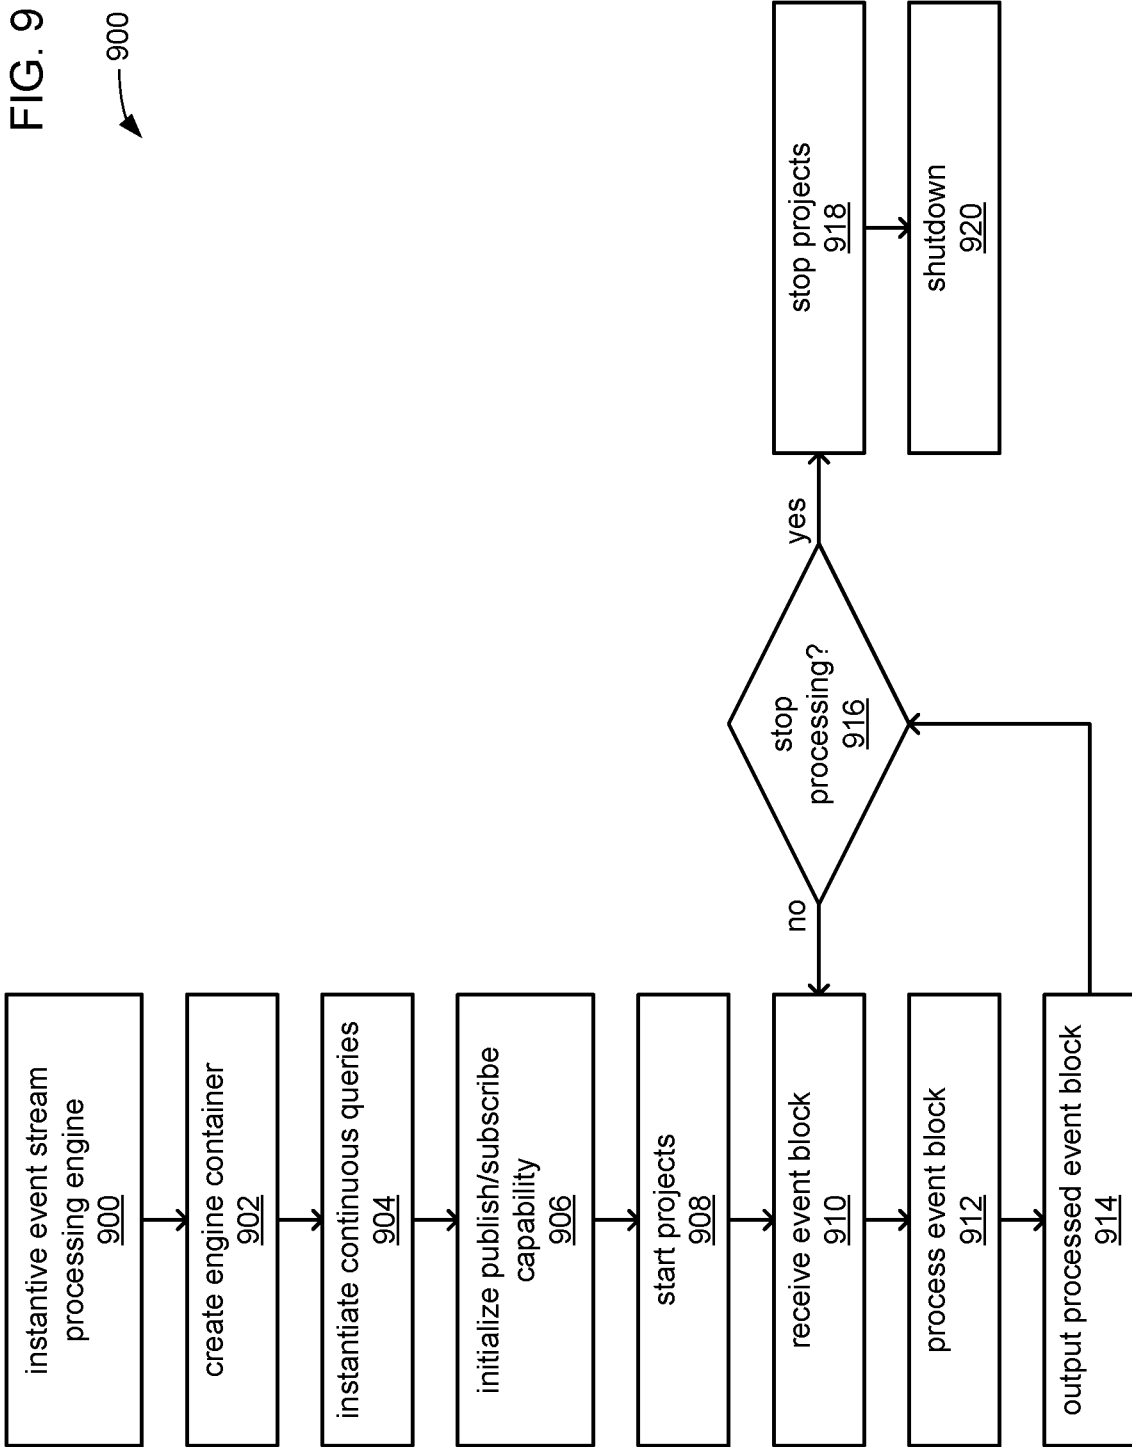 FIG. 9
900
instantive event stream
processing engine
900
create engine container
902
instantiate continuous queries
904
initialize publish/subscribe
capability
906
start projects
908
receive event block
910
process event block
912
output processed event block
914
stop
processing?
916
no
yes
stop projects
918
shutdown
920